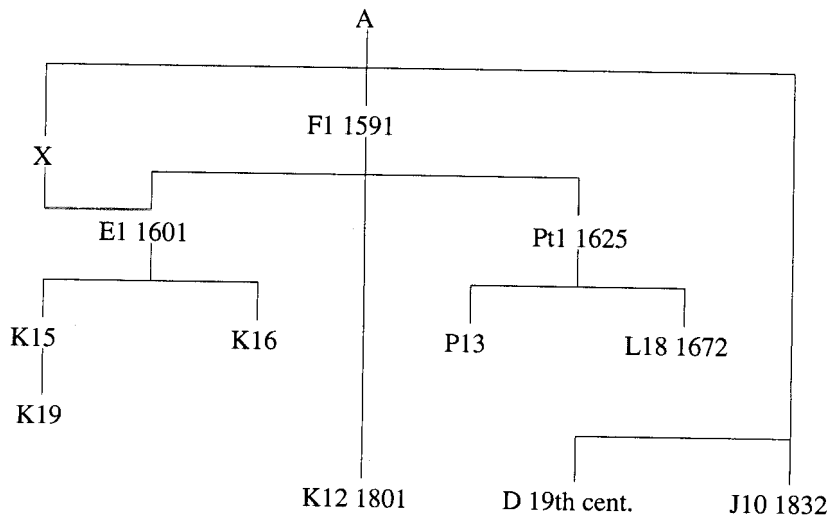 A
F1 1591
X
E1 1601
Pt1 1625
K15
K16
P13
L18 1672
K19
K12 1801
D 19th cent.
J10 1832